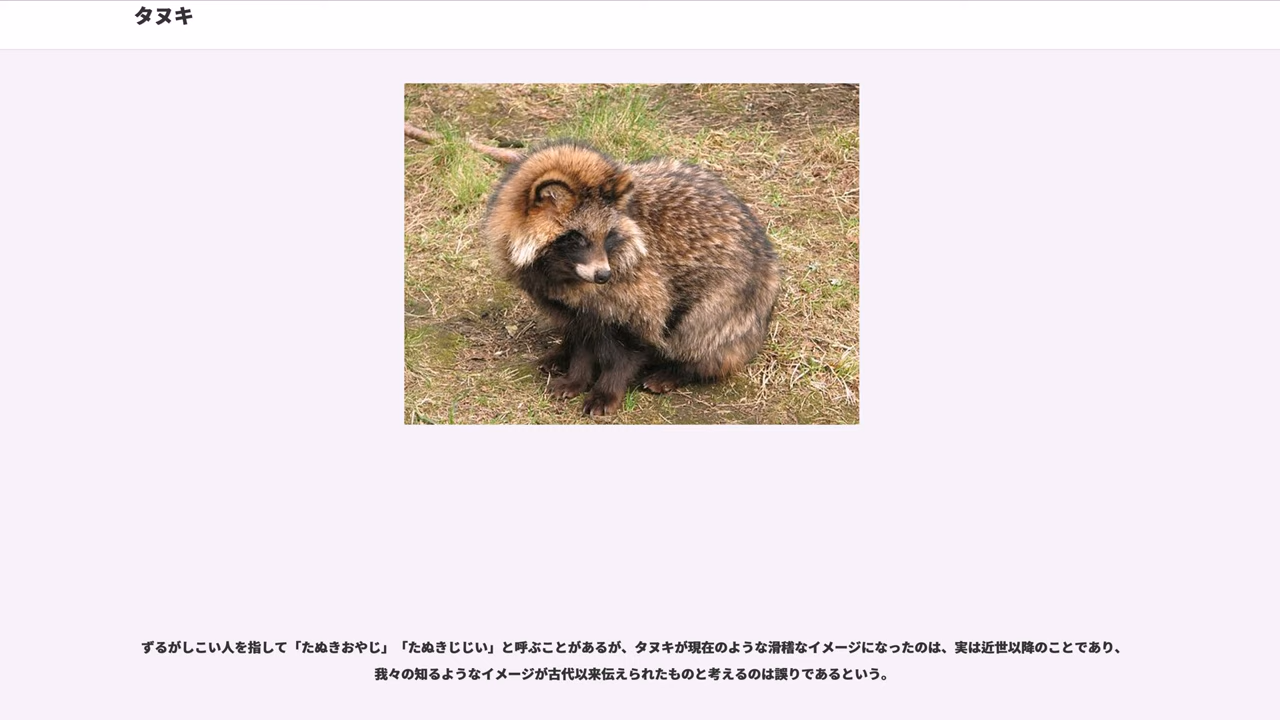 タヌキ
ずるがしこい人を指して「たぬきおやじ」「たぬきじじい」と呼ぶことがあるが、タヌキが現在のような滑稽なイメージになったのは、実は近世以降のことであり、
我々の知るようなイメージが古代以来伝えられたものと考えるのは誤りであるという。